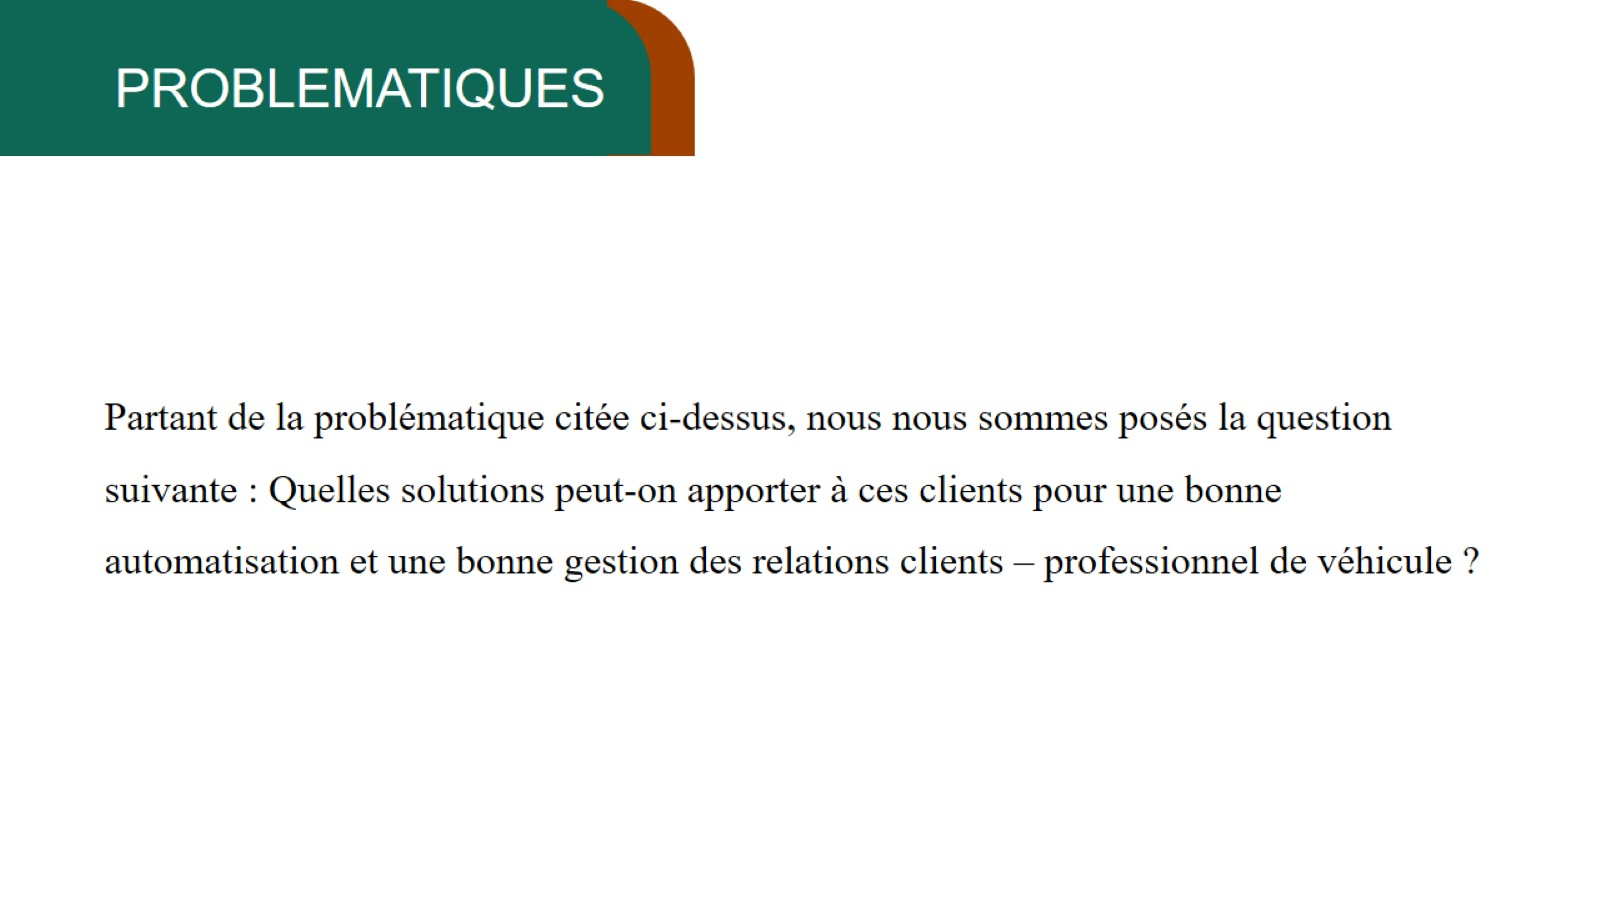 PROBLEMATIQUES
Partant de la problématique citée ci-dessus, nous nous sommes posés la question
suivante : Quelles solutions peut-on apporter à ces clients pour une bonne
automatisation et une bonne gestion des relations clients – professionnel de véhicule ?